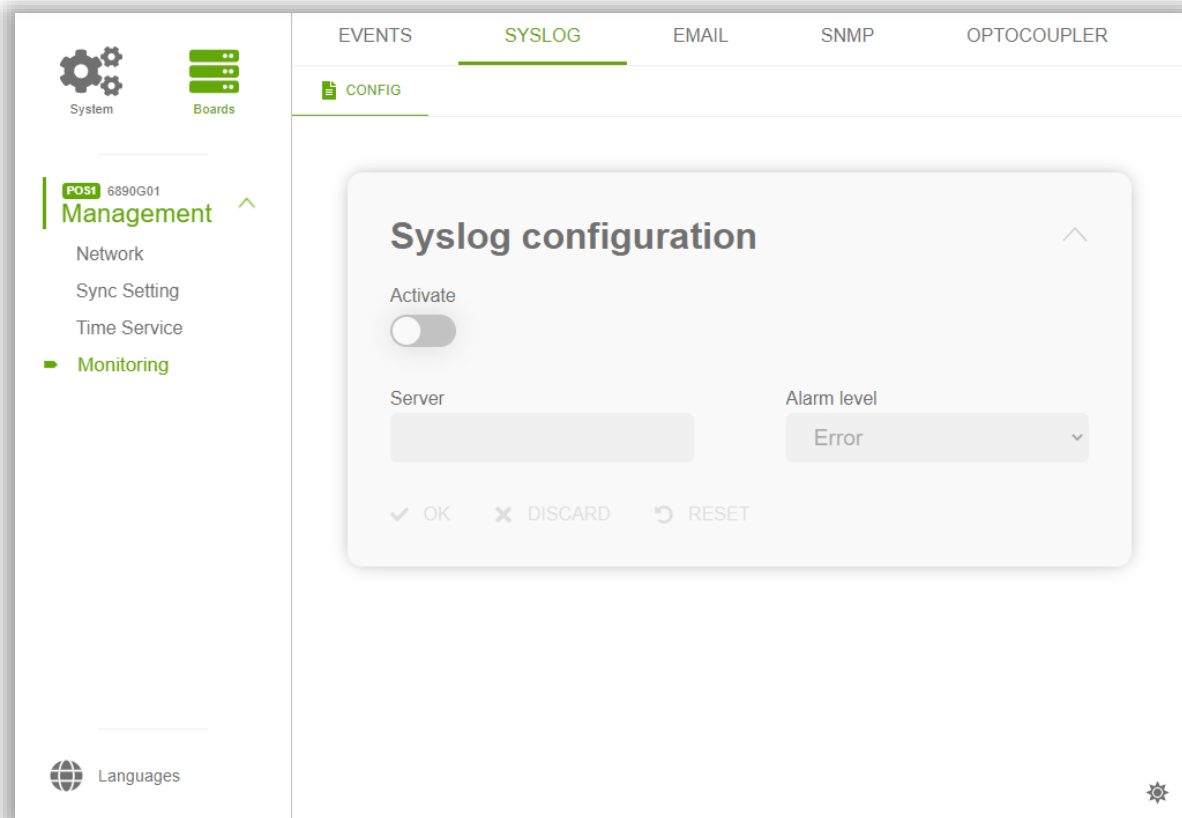 System
Boards
POS1 6890G01
Management
Network
Sync Setting
Time Service
Monitoring
Languages
EVENTS SYSLOG EMAIL SNMP OPTOCOUPLER
CONFIG
Syslog configuration
Activate
Server
Alarm level
Error
OK DISCARD RESET